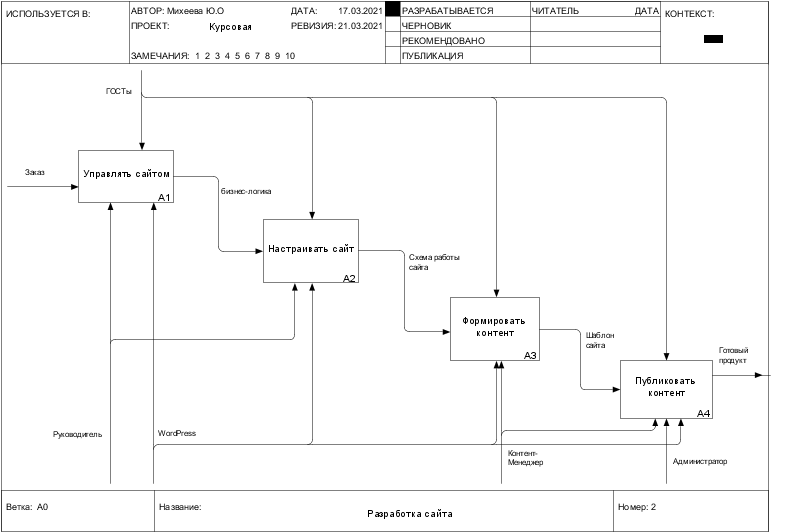 ИСПОЛЬЗУЕТСЯ В:
АВТОР: Михеева Ю.О
ДАТА: 17.03.2021
РАЗРАБАТЫВАЕТСЯ
ЧИТАТЕЛЬ
ДАТА
КОНТЕКСТ:
ПРОЕКТ: Курсовая
РЕВИЗИЯ: 21.03.2021
ЧЕРНОВИК
РЕКОМЕНДОВАНО
ЗАМЕЧАНИЯ: 1 2 3 4 5 6 7 8 9 10
ПУБЛИКАЦИЯ
ГОСТы
Заказ
Управлять сайтом
A1
бизнес-логика
Настраивать сайт
A2
Схема работы
сайта
Формировать
контент
A3
Шаблон
сайта
Готовый
продукт
Публиковать
контент
A4
Руководитель
WordPress
Контент-
Менеджер
Администратор
Ветка: A0
Название:
Разработка сайта
Номер: 2